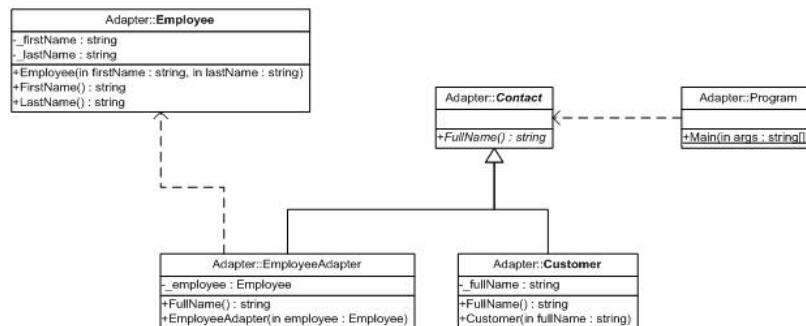 Adapter::Employee
-_firstName : string
-_lastName : string
+Employee(in firstName : string, in lastName : string)
+FirstName() : string
+LastName() : string
Adapter::Contact
+FullName() : string
Adapter::Program
+Main(in args : string[]
Adapter::EmployeeAdapter
-_employee : Employee
+FullName() : string
+EmployeeAdapter(in employee : Employee)
Adapter::Customer
-_fullName : string
+FullName() : string
+Customer(in fullName : string)